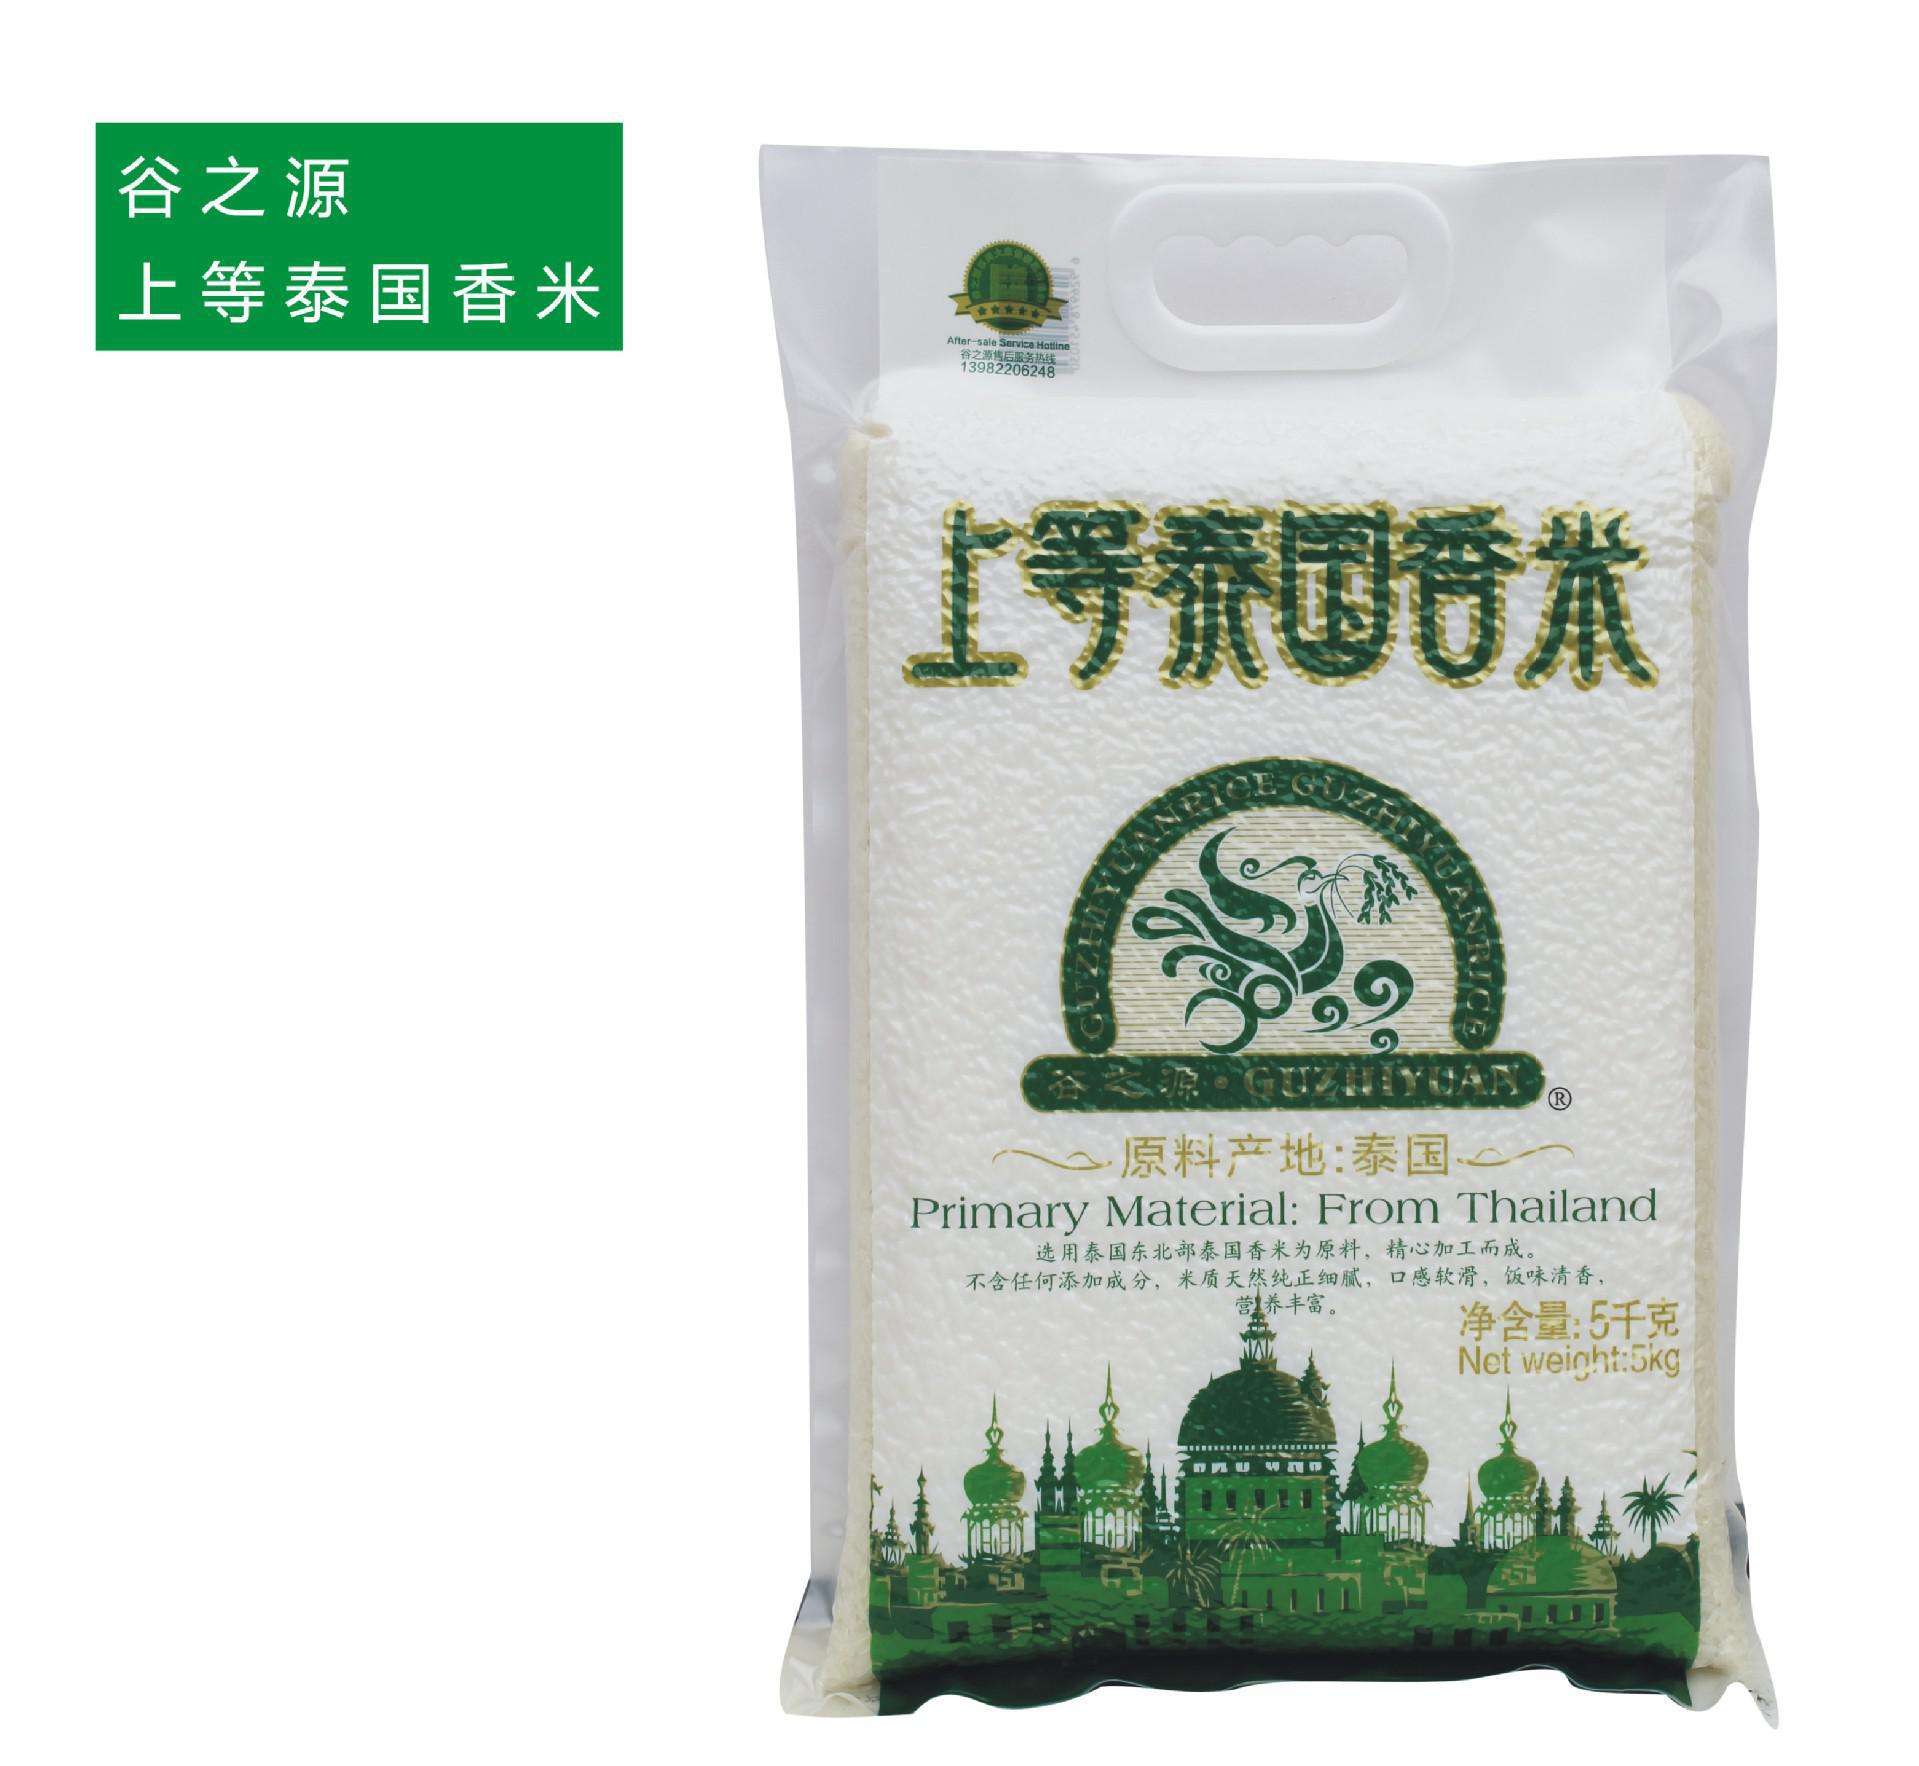 谷之源
上等泰国香米
After-sale Service Hotline
谷之源售后服务热线
13982206248
上等泰国香米
GUZHIYUANRICE GUZHIYUANRICE
谷之源·GUZHIYUAN®
原料产地:泰国
Primary Material: From Thailand
选用泰国东北部泰国香米为原料，精心加工而成。
不含任何添加成分，米质天然纯正细腻，口感软滑，饭味清香，
营养丰富。
净含量:5千克
Net weight:5kg